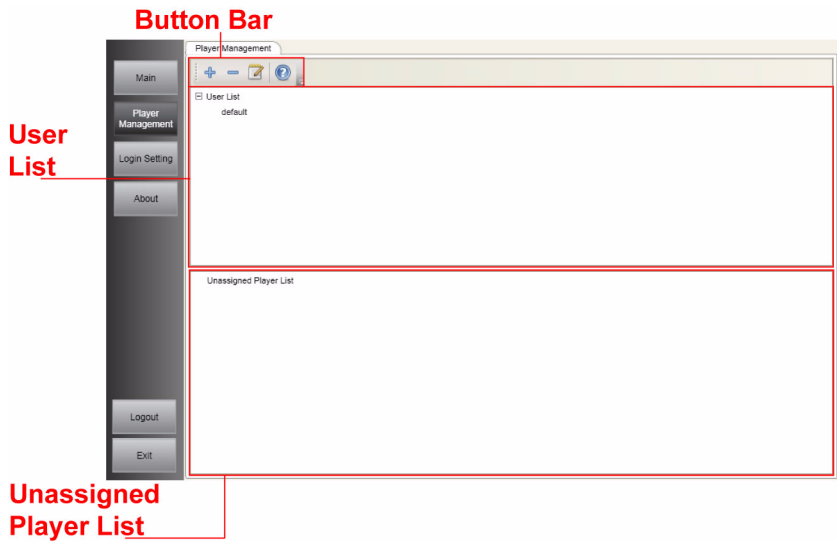 Button Bar
Player Management
Main
User List
default
Player
Management
User
List
Login Setting
About
Unassigned Player List
Logout
Exit
Unassigned
Player List